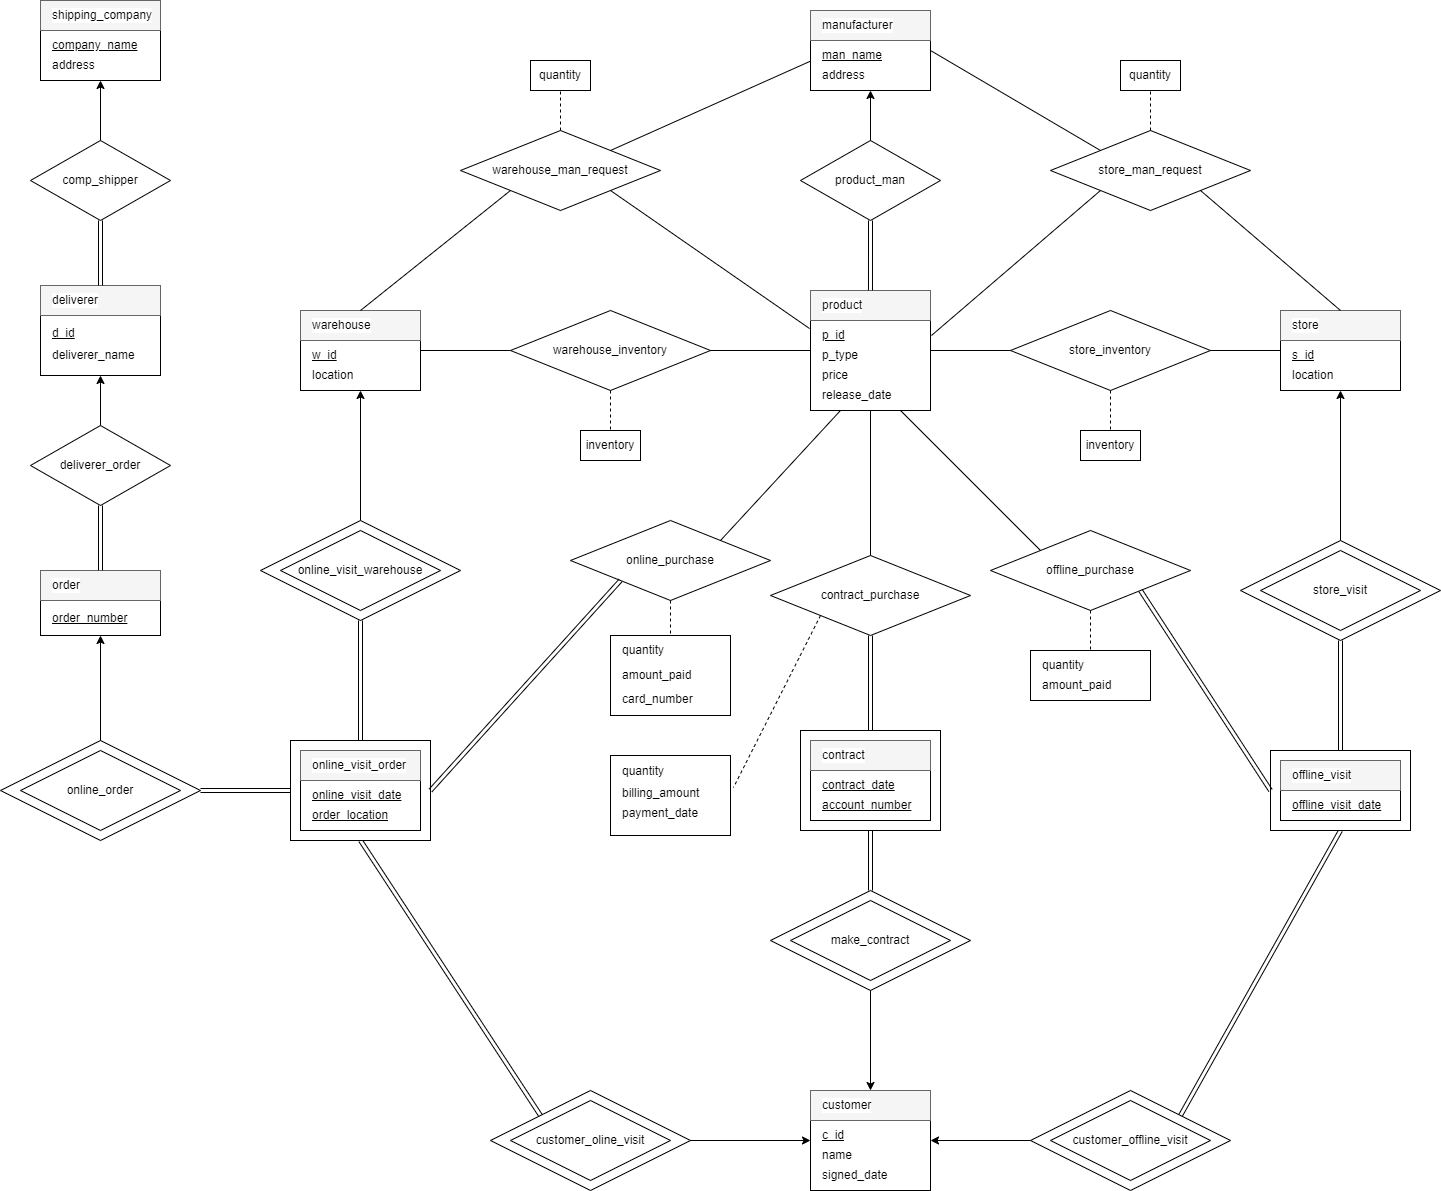 shipping_company
company_name
address
manufacturer
man_name
address
quantity
quantity
warehouse_man_request
store_man_request
comp_shipper
product_man
deliverer
d_id
deliverer_name
warehouse
w_id
location
product
p_id
p_type
price
release_date
store
s_id
location
warehouse_inventory
store_inventory
inventory
inventory
deliverer_order
order
order_number
online_visit_warehouse
online_purchase
contract_purchase
offline_purchase
store_visit
quantity
amount_paid
card_number
quantity
amount_paid
quantity
billing_amount
payment_date
online_order
online_visit_order
online_visit_date
order_location
contract
contract_date
account_number
offline_visit
offline_visit_date
make_contract
customer_oline_visit
customer
c_id
name
signed_date
customer_offline_visit